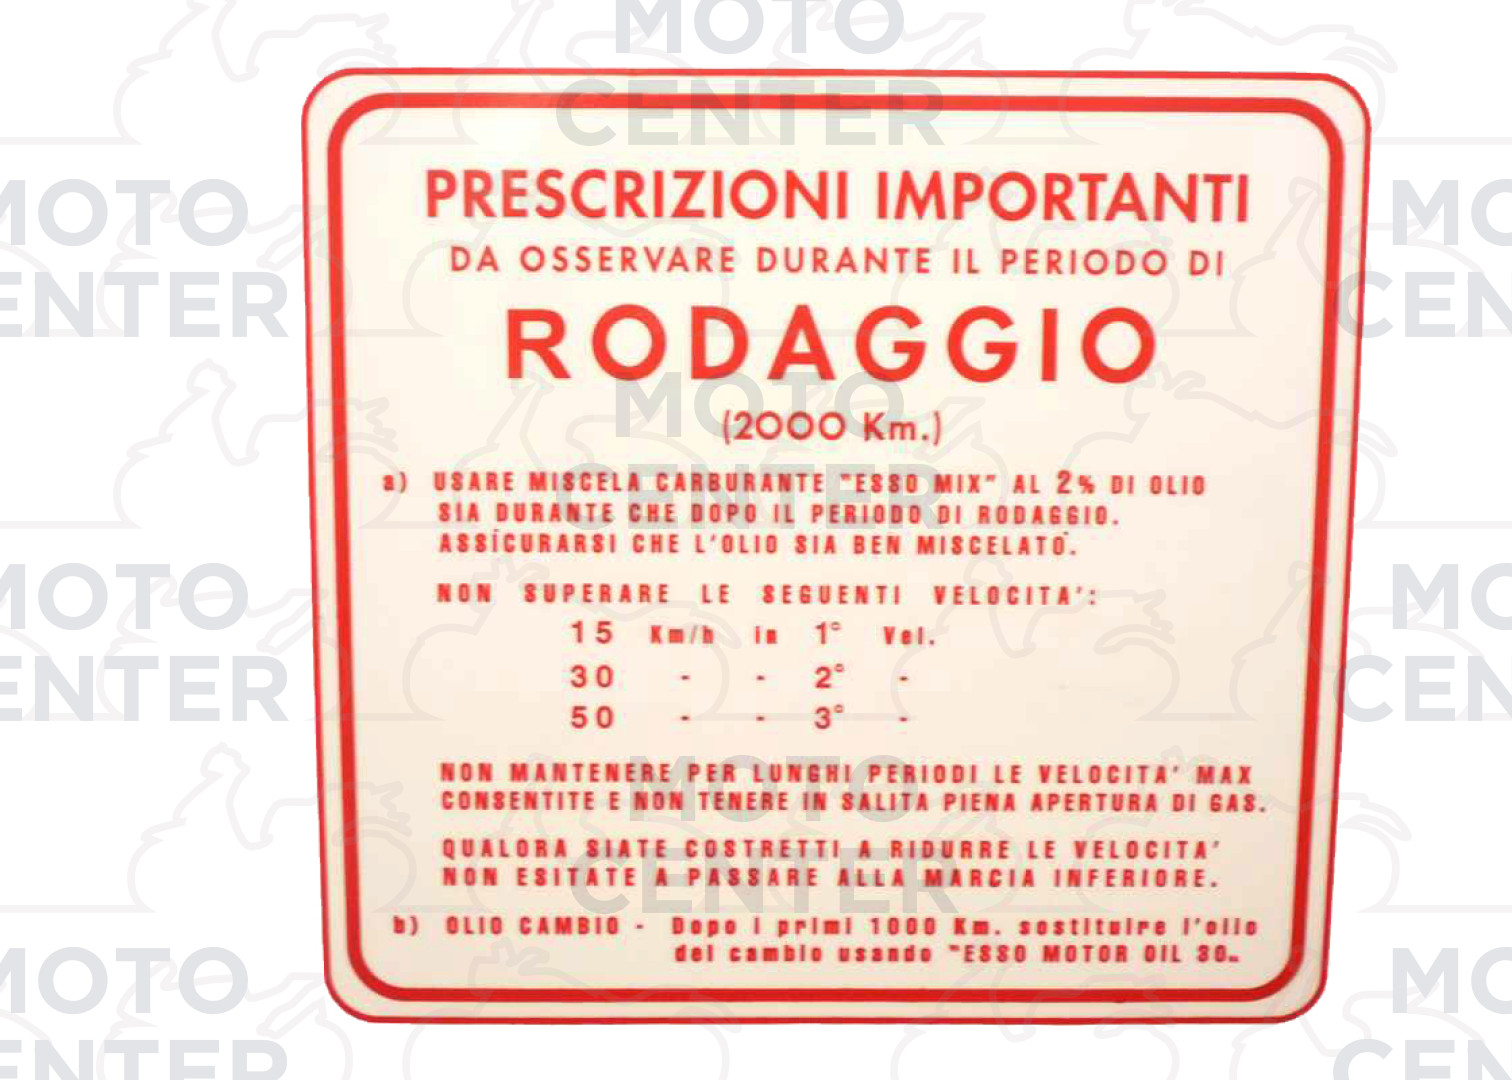 PRESCRIZIONI IMPORTANTI
DA OSSERVARE DURANTE IL PERIODO DI
RODAGGIO
(2000 Km.)
a) USARE MISCELA CARBURANTE "ESSO MIX" AL 2% DI OLIO
SIA DURANTE CHE DOPO IL PERIODO DI RODAGGIO.
ASSICURARSI CHE L'OLIO SIA BEN MISCELATO.
NON SUPERARE LE SEGUENTI VELOCITA':
15 Km/h in 1° Vel.
30 - - 2° -
50 - - 3° -
NON MANTENERE PER LUNGHI PERIODI LE VELOCITA' MAX
CONSENTITE E NON TENERE IN SALITA PIENA APERTURA DI GAS.
QUALORA SIATE COSTRETTI A RIDURRE LE VELOCITA'
NON ESITATE A PASSARE ALLA MARCIA INFERIORE.
b) OLIO CAMBIO - Dopo i primi 1000 Km. sostituire l'olio
del cambio usando "ESSO MOTOR OIL 30"
MOTO
CENTER